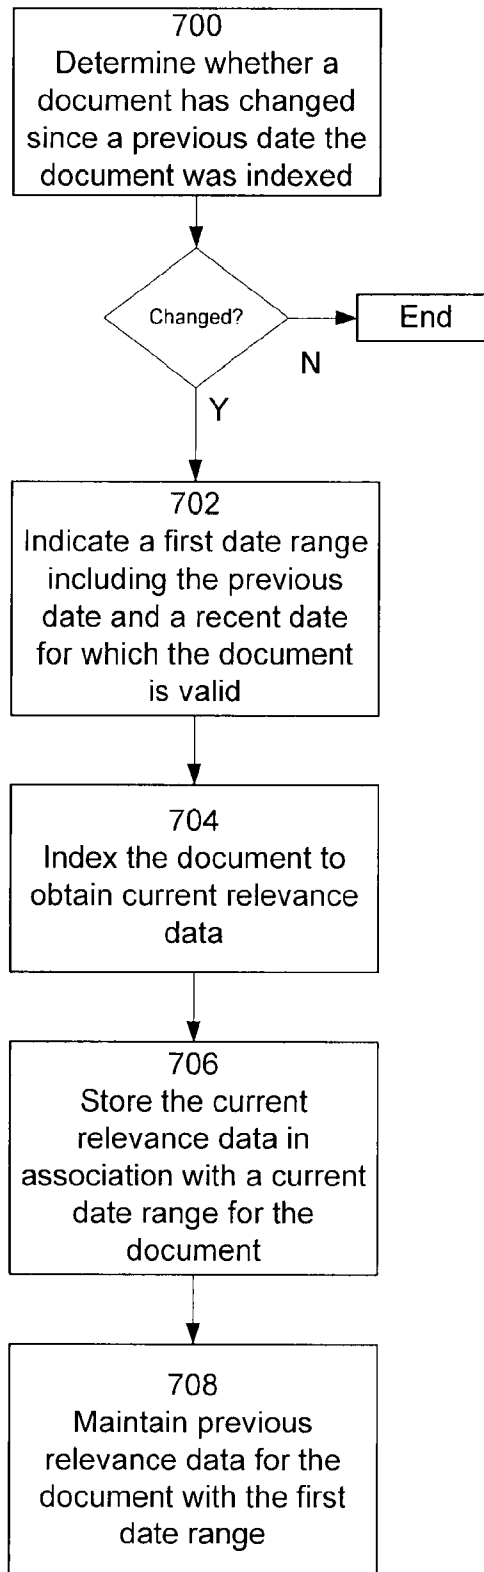 700
Determine whether a
document has changed
since a previous date the
document was indexed
Changed?
End
N
Y
702
Indicate a first date range
including the previous
date and a recent date
for which the document
is valid
704
Index the document to
obtain current relevance
data
706
Store the current
relevance data in
association with a current
date range for the
document
708
Maintain previous
relevance data for the
document with the first
date range